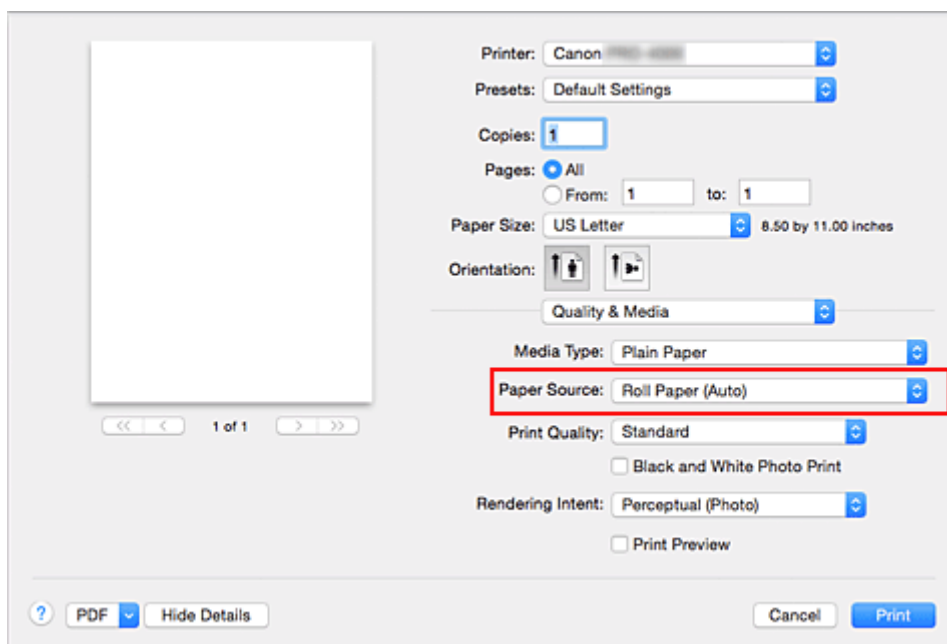 Printer: Canon
Presets: Default Settings
Copies: 1
Pages: All
From: 1 to: 1
Paper Size: US Letter 8.50 by 11.00 inches
Orientation:
Quality & Media
Media Type: Plain Paper
Paper Source: Roll Paper (Auto)
1 of 1
Print Quality: Standard
Black and White Photo Print
Rendering Intent: Perceptual (Photo)
Print Preview
? PDF Hide Details Cancel Print